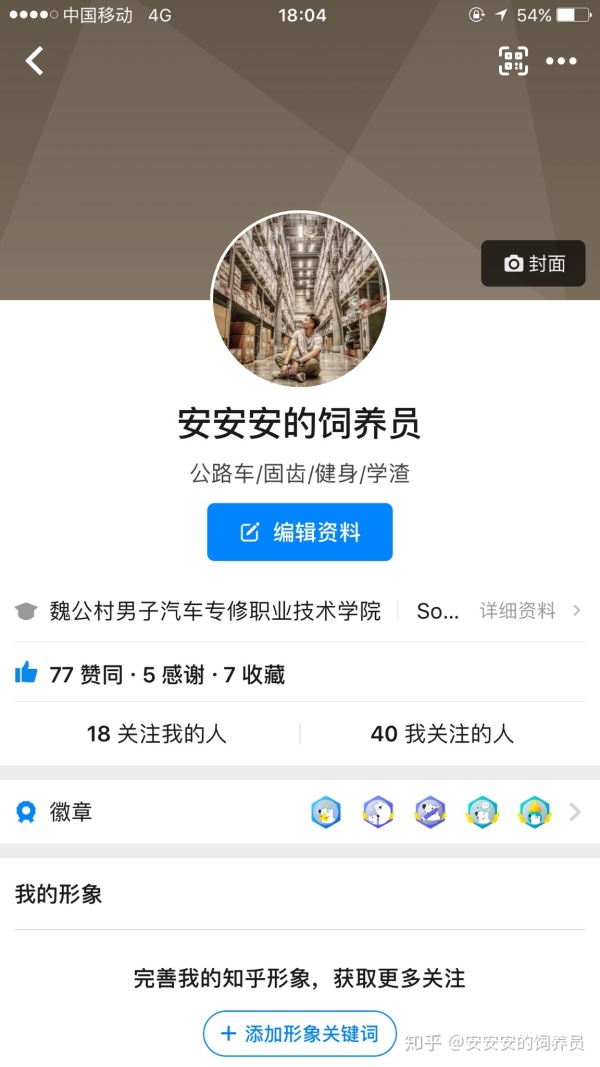 中国移动 4G 18:04 54%
封面
安安安的饲养员
公路车/固齿/健身/学渣
编辑资料
魏公村男子汽车专修职业技术学院 So... 详细资料
77 赞同 · 5 感谢 · 7 收藏
18 关注我的人 40 我关注的人
徽章
我的形象
完善我的知乎形象，获取更多关注
+ 添加形象关键词
知乎 @安安安的饲养员